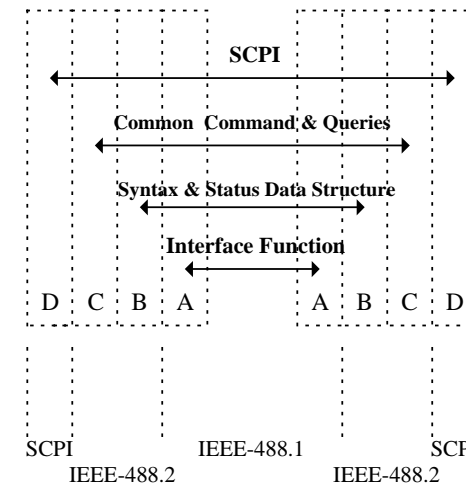 SCPI
Common Command & Queries
Syntax & Status Data Structure
Interface Function
D C B A A B C D
SCPI IEEE-488.1 SCP
IEEE-488.2 IEEE-488.2